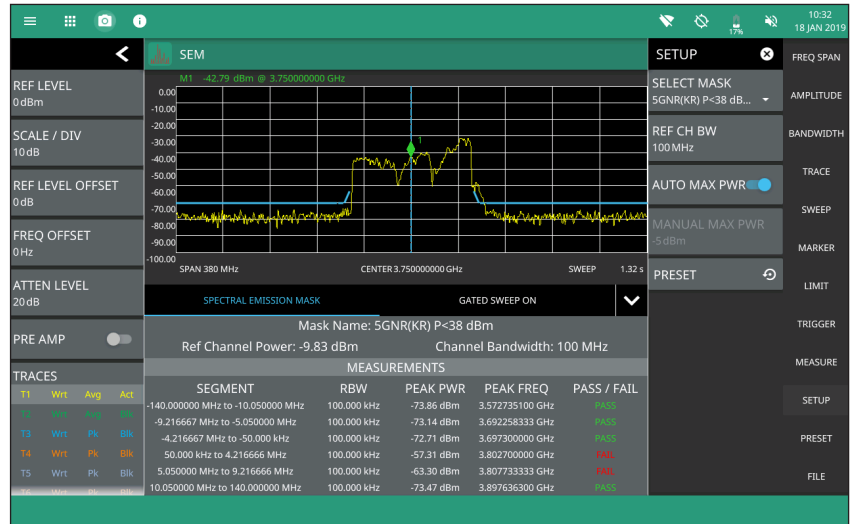 17%
10:32
18 JAN 2019
REF LEVEL
0 dBm
SCALE / DIV
10 dB
REF LEVEL OFFSET
0 dB
FREQ OFFSET
0 Hz
ATTEN LEVEL
20 dB
PRE AMP
TRACES
T1 Wrt Avg Act
T2 Wrt Avg Blk
T3 Wrt Pk Blk
T4 Wrt Pk Blk
T5 Wrt Pk Blk
T6 Wrt Pk Blk
SEM
M1 -42.79 dBm @ 3.750000000 GHz
0.00
-10.00
-20.00
-30.00
-40.00
-50.00
-60.00
-70.00
-80.00
-90.00
-100.00
1
SPAN 380 MHz CENTER 3.750000000 GHz SWEEP 1.32 s
SPECTRAL EMISSION MASK GATED SWEEP ON
Mask Name: 5GNR(KR) P<38 dBm
Ref Channel Power: -9.83 dBm Channel Bandwidth: 100 MHz
MEASUREMENTS
SEGMENT RBW PEAK PWR PEAK FREQ PASS / FAIL
-140.000000 MHz to -10.050000 MHz 100.000 kHz -73.86 dBm 3.572735100 GHz PASS
-9.216667 MHz to -5.050000 MHz 100.000 kHz -73.14 dBm 3.692258333 GHz PASS
-4.216667 MHz to -50.000 kHz 100.000 kHz -72.71 dBm 3.697300000 GHz PASS
50.000 kHz to 4.216666 MHz 100.000 kHz -57.31 dBm 3.802700000 GHz FAIL
5.050000 MHz to 9.216666 MHz 100.000 kHz -63.30 dBm 3.807733333 GHz FAIL
10.050000 MHz to 140.000000 MHz 100.000 kHz -73.47 dBm 3.897636300 GHz PASS
SETUP
SELECT MASK
5GNR(KR) P<38 dB...
REF CH BW
100 MHz
AUTO MAX PWR
MANUAL MAX PWR
-5 dBm
PRESET
FREQ SPAN
AMPLITUDE
BANDWIDTH
TRACE
SWEEP
MARKER
LIMIT
TRIGGER
MEASURE
SETUP
PRESET
FILE